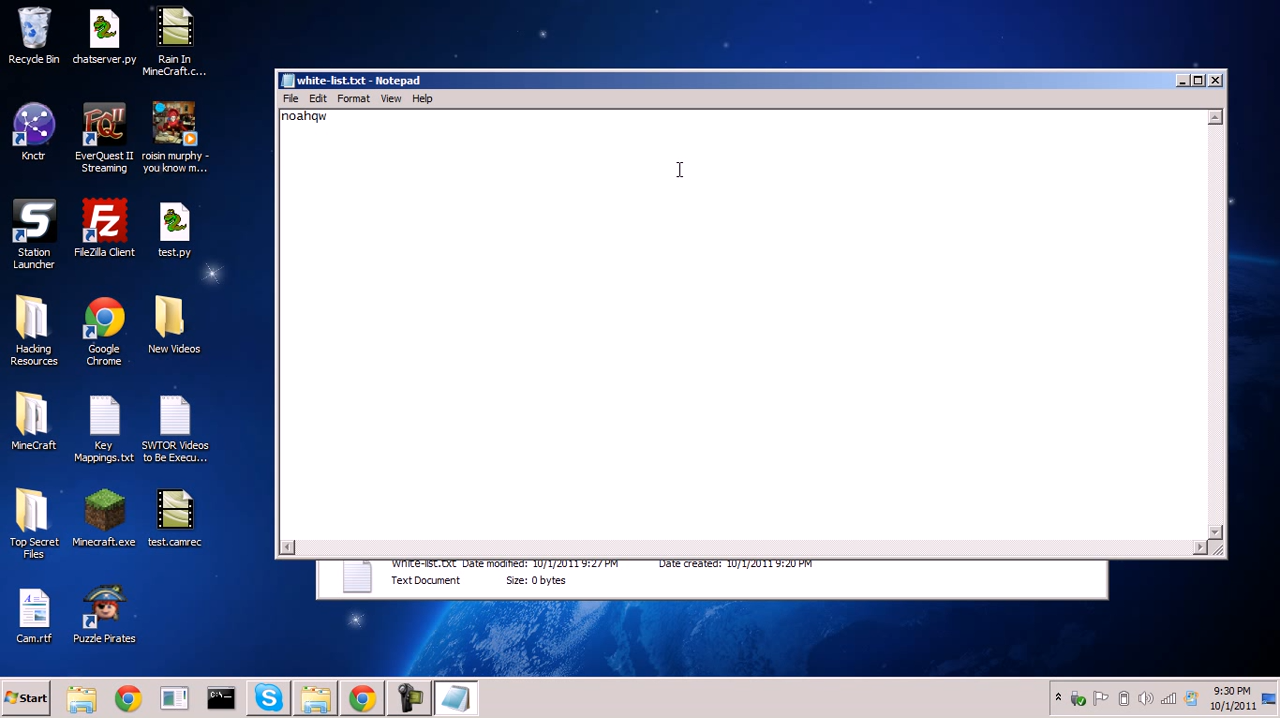 Recycle Bin
chatserver.py
Rain In
MineCraft.c...
Knctr
EverQuest II
Streaming
roisin murphy -
you know m...
Station
Launcher
FileZilla Client
test.py
Hacking
Resources
Google
Chrome
New Videos
MineCraft
Key
Mappings.txt
SWTOR Videos
to Be Execu...
Top Secret
Files
Minecraft.exe
test.camrec
Cam.rtf
Puzzle Pirates
white-list.txt - Notepad
File Edit Format View Help
noahqw
white-list.txt Date modified: 10/1/2011 9:27 PM Date created: 10/1/2011 9:20 PM
Text Document Size: 0 bytes
Start
9:30 PM
10/1/2011